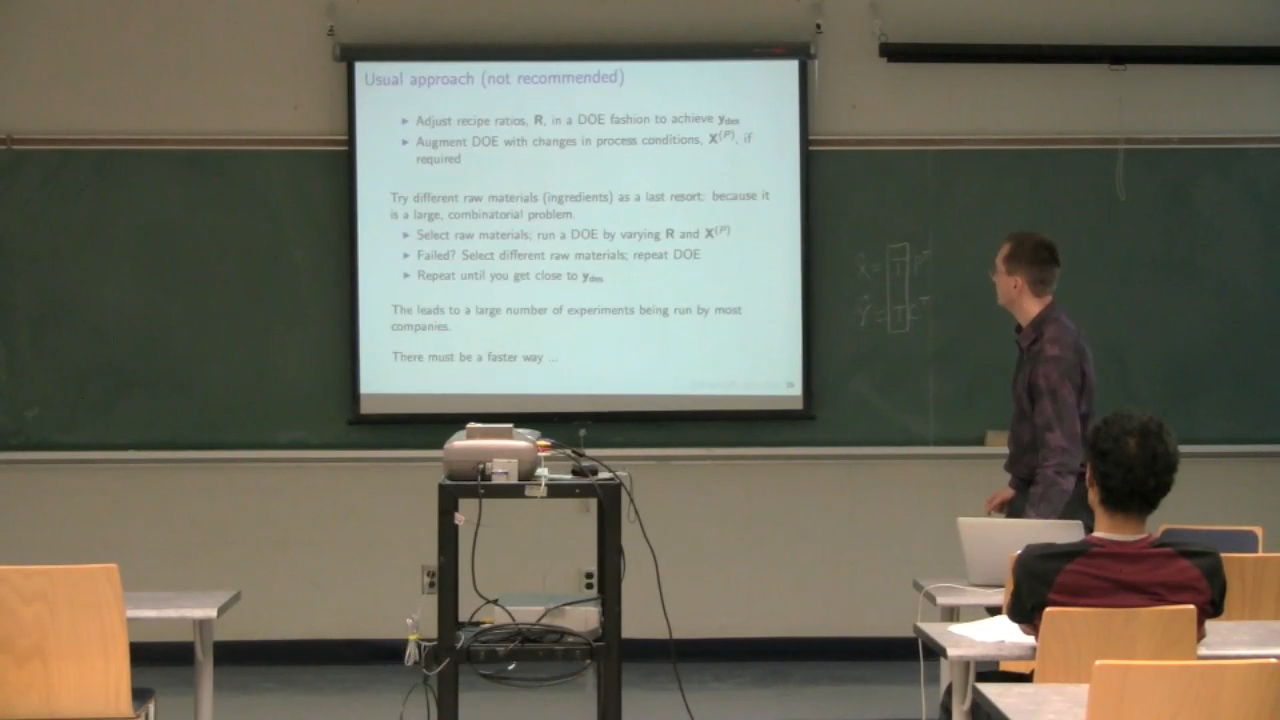 Usual approach (not recommended)
▶ Adjust recipe ratios, R, in a DOE fashion to achieve y_des
▶ Augment DOE with changes in process conditions, X^(P), if
required
Try different raw materials (ingredients) as a last resort: because it
is a large, combinatorial problem.
▶ Select raw materials; run a DOE by varying R and X^(P)
▶ Failed? Select different raw materials; repeat DOE
▶ Repeat until you get close to y_des
The leads to a large number of experiments being run by most
companies.
There must be a faster way ...